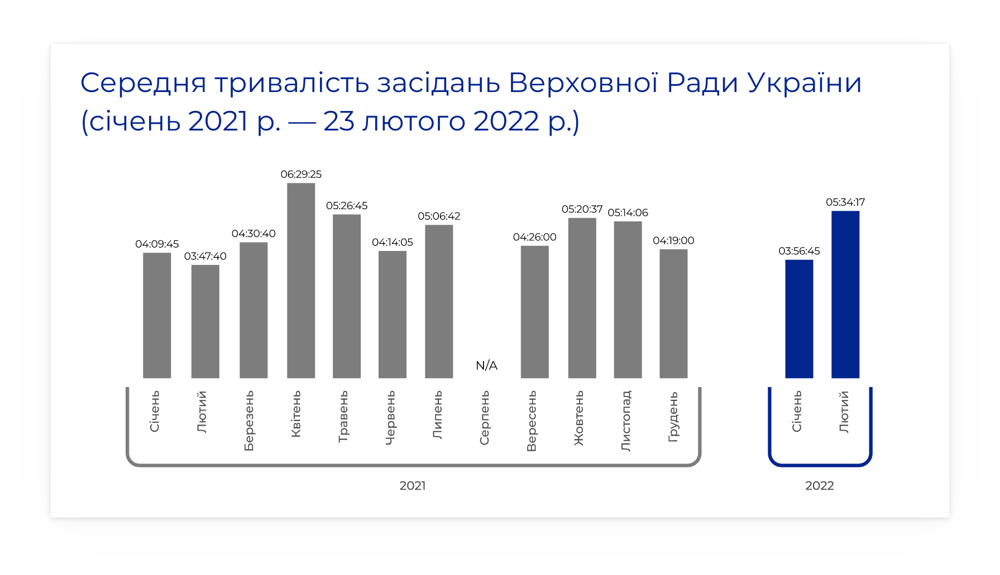 Середня тривалість засідань Верховної Ради України
(січень 2021 р. — 23 лютого 2022 р.)
04:09:45
03:47:40
04:30:40
06:29:25
05:26:45
04:14:05
05:06:42
N/A
04:26:00
05:20:37
05:14:06
04:19:00
03:56:45
05:34:17
Січень
Лютий
Березень
Квітень
Травень
Червень
Липень
Серпень
Вересень
Жовтень
Листопад
Грудень
Січень
Лютий
2021
2022